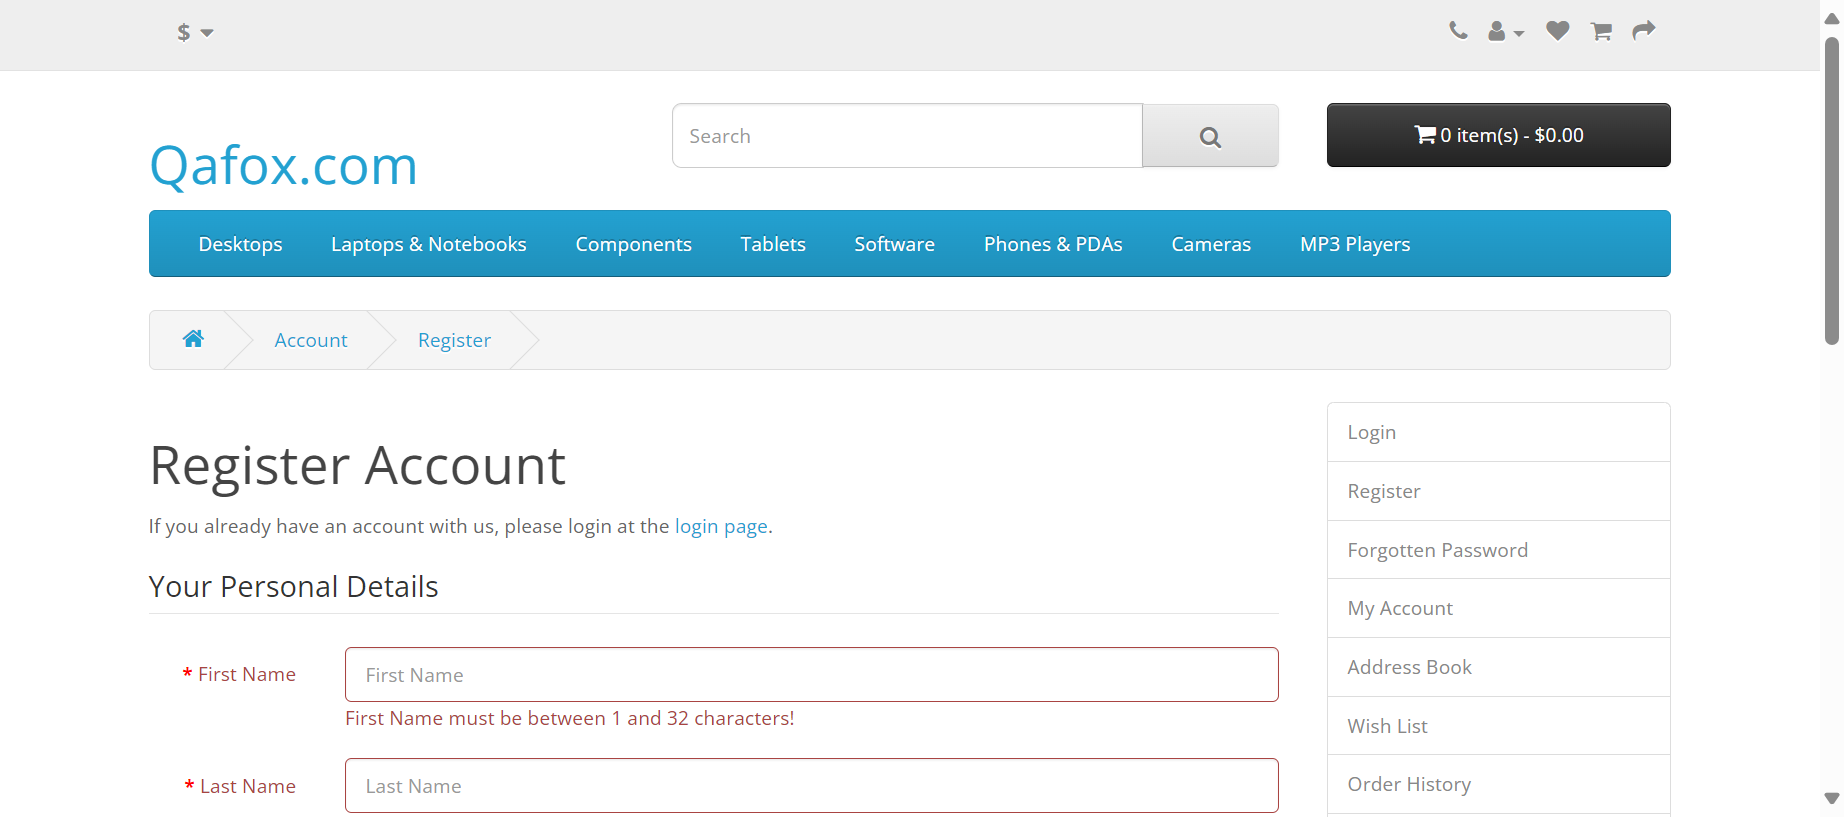 $
Search
0 item(s) - $0.00
Qafox.com
Desktops Laptops & Notebooks Components Tablets Software Phones & PDAs Cameras MP3 Players
Account Register
Register Account
If you already have an account with us, please login at the login page.
Your Personal Details
* First Name
First Name
First Name must be between 1 and 32 characters!
* Last Name
Last Name
Login
Register
Forgotten Password
My Account
Address Book
Wish List
Order History